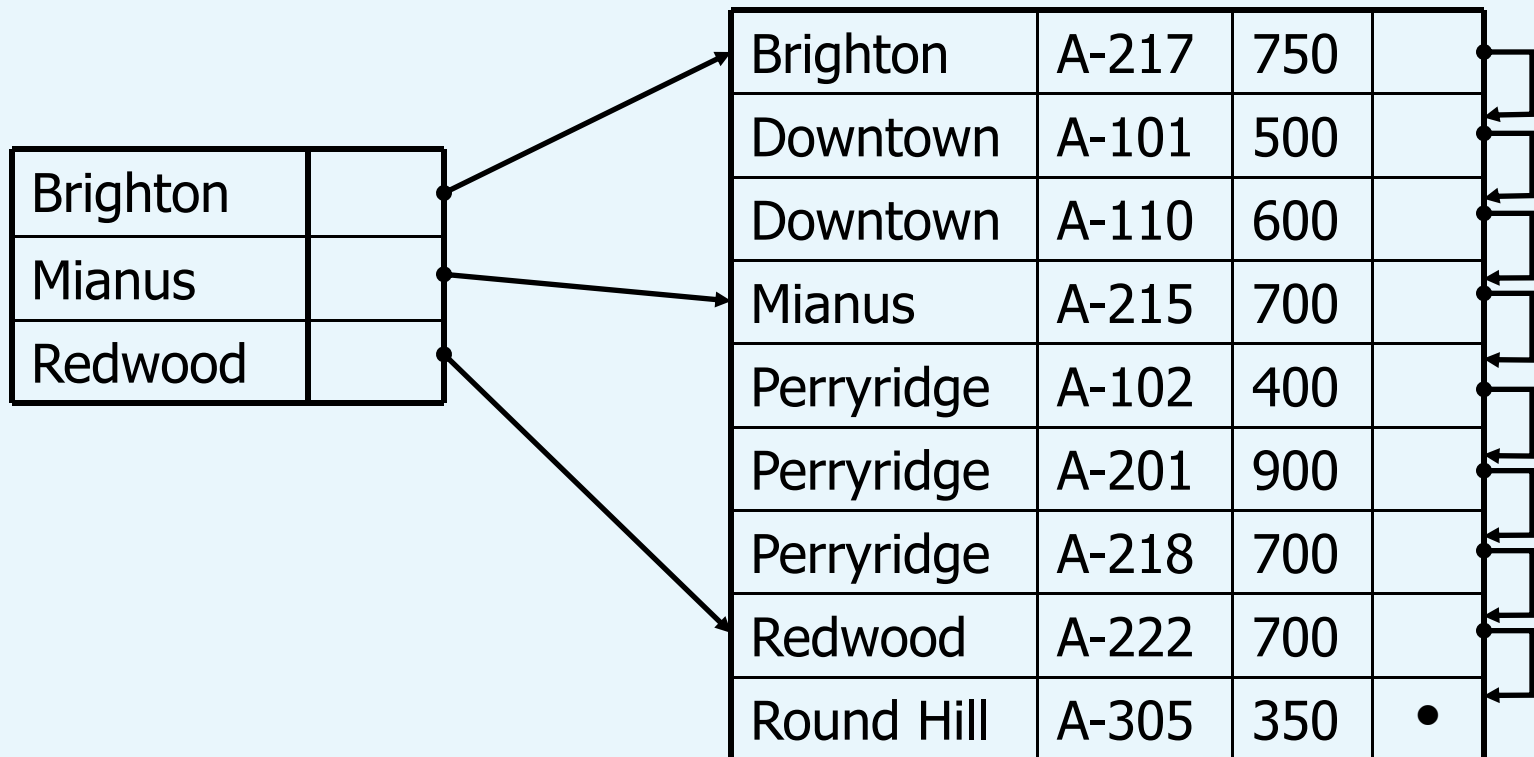 Brighton
Mianus
Redwood
Brighton A-217 750
Downtown A-101 500
Downtown A-110 600
Mianus A-215 700
Perryridge A-102 400
Perryridge A-201 900
Perryridge A-218 700
Redwood A-222 700
Round Hill A-305 350